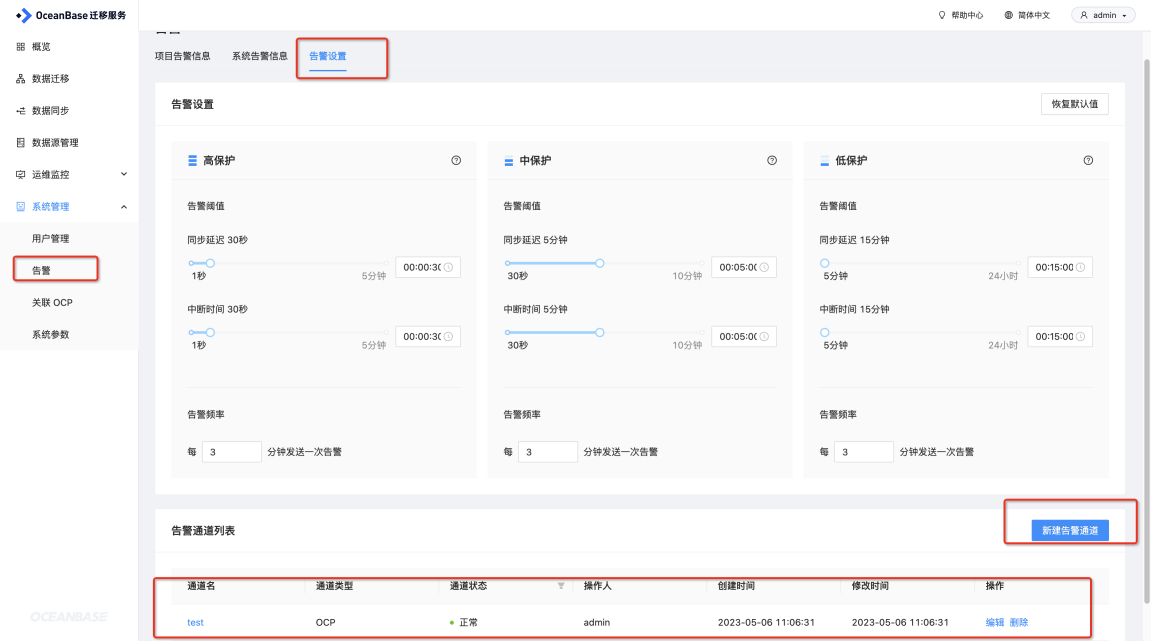 OceanBase 迁移服务
帮助中心 简体中文 admin
概览
数据迁移
数据同步
数据源管理
运维监控
系统管理
用户管理
告警
关联 OCP
系统参数
OCEANBASE
项目告警信息 系统告警信息 告警设置
告警设置 恢复默认值
高保护
告警阈值
同步延迟 30秒
1秒 5分钟 00:00:30
中断时间 30秒
1秒 5分钟 00:00:30
告警频率
每 3 分钟发送一次告警
中保护
告警阈值
同步延迟 5分钟
30秒 10分钟 00:05:00
中断时间 5分钟
30秒 10分钟 00:05:00
告警频率
每 3 分钟发送一次告警
低保护
告警阈值
同步延迟 15分钟
5分钟 24小时 00:15:00
中断时间 15分钟
5分钟 24小时 00:15:00
告警频率
每 3 分钟发送一次告警
告警通道列表 新建告警通道
通道名 通道类型 通道状态 操作人 创建时间 修改时间 操作
test OCP 正常 admin 2023-05-06 11:06:31 2023-05-06 11:06:31 编辑 删除